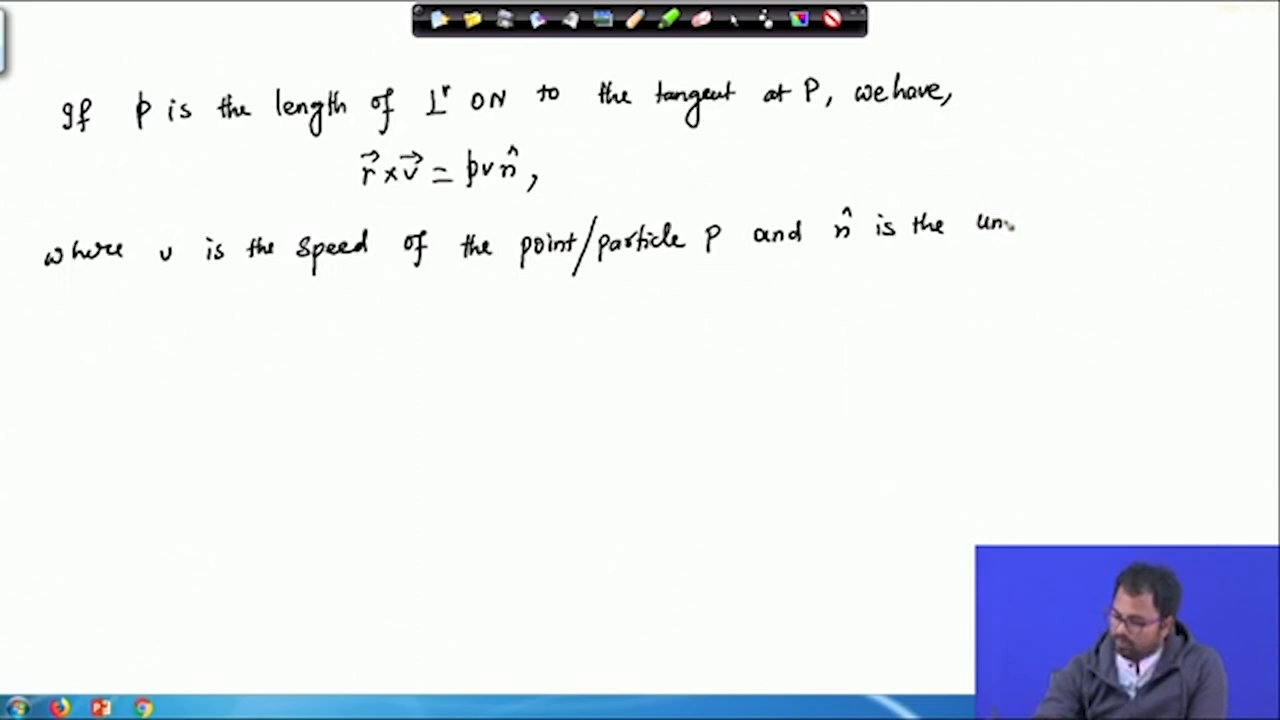 If p is the length of ⊥r ON to the tangent at P, we have,
r⃗ × v⃗ = p v n̂,
where v is the speed of the point/particle P and n̂ is the un